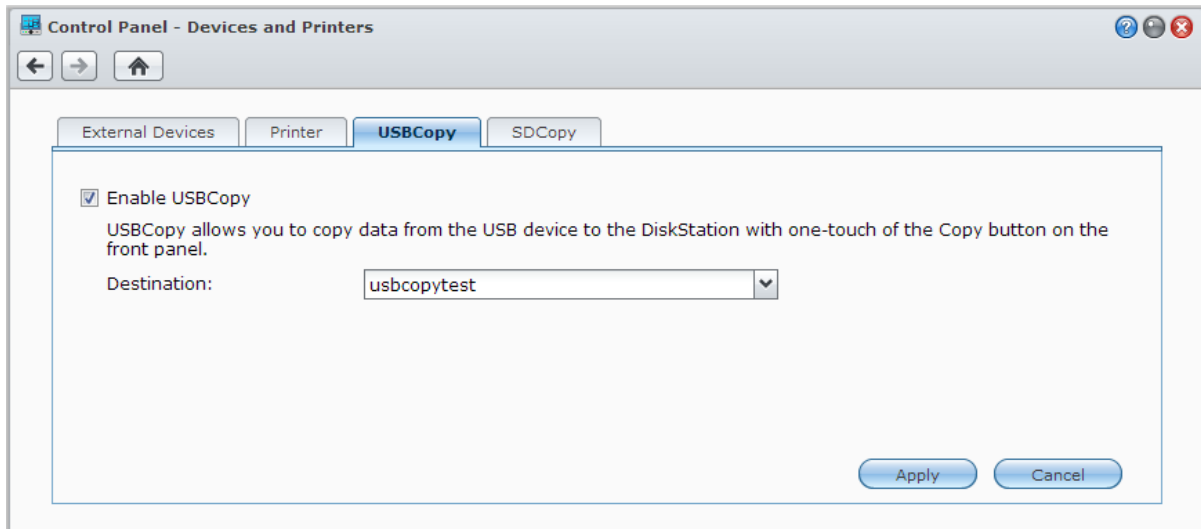 Control Panel - Devices and Printers
External Devices
Printer
USBCopy
SDCopy
Enable USBCopy
USBCopy allows you to copy data from the USB device to the DiskStation with one-touch of the Copy button on the
front panel.
Destination:
usbcopytest
Apply
Cancel